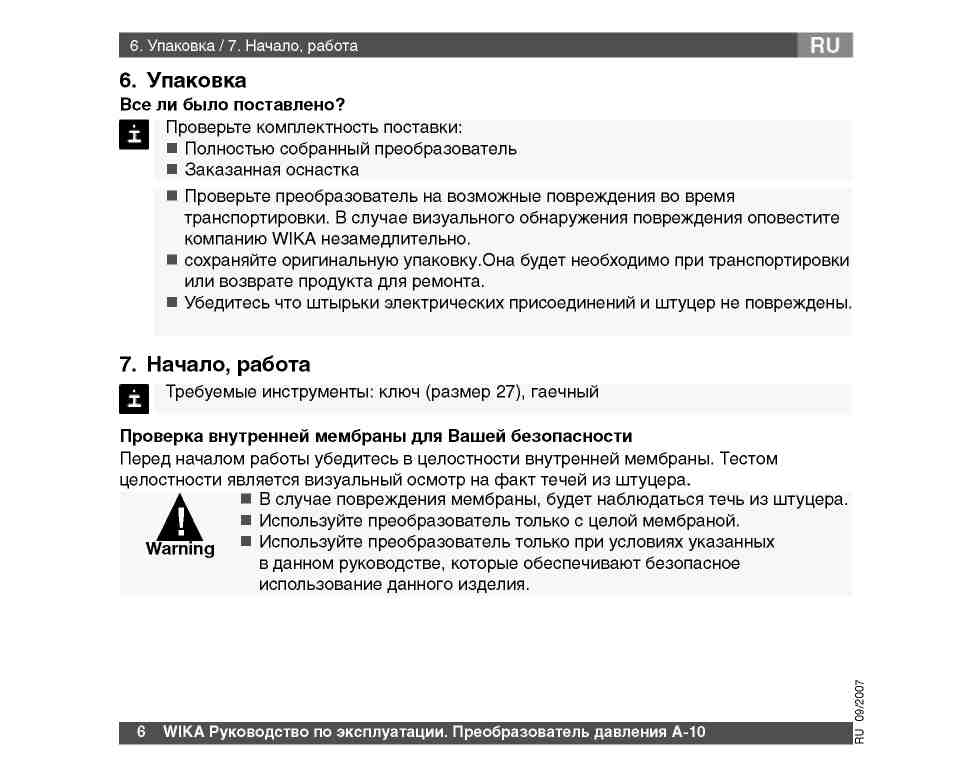 6. Упаковка / 7. Начало, работа
RU
6. Упаковка
Все ли было поставлено?
i
Проверьте комплектность поставки:
■ Полностью собранный преобразователь
■ Заказанная оснастка
■ Проверьте преобразователь на возможные повреждения во время
транспортировки. В случае визуального обнаружения повреждения оповестите
компанию WIKA незамедлительно.
■ сохраняйте оригинальную упаковку.Она будет необходимо при транспортировки
или возврате продукта для ремонта.
■ Убедитесь что штырьки электрических присоединений и штуцер не повреждены.
7. Начало, работа
i
Требуемые инструменты: ключ (размер 27), гаечный
Проверка внутренней мембраны для Вашей безопасности
Перед началом работы убедитесь в целостности внутренней мембраны. Тестом
целостности является визуальный осмотр на факт течей из штуцера.
■ В случае повреждения мембраны, будет наблюдаться течь из штуцера.
■ Используйте преобразователь только с целой мембраной.
!
Warning
■ Используйте преобразователь только при условиях указанных
в данном руководстве, которые обеспечивают безопасное
использование данного изделия.
RU 09/2007
6 WIKA Руководство по эксплуатации. Преобразователь давления A-10